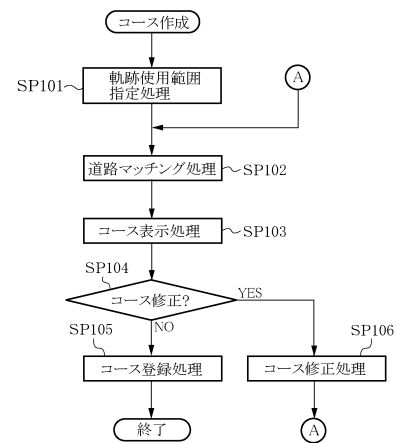 コース作成
SP101
軌跡使用範囲
指定処理
A
道路マッチング処理
SP102
コース表示処理
SP103
SP104
コース修正?
YES
NO
SP105
コース登録処理
SP106
コース修正処理
終了
A